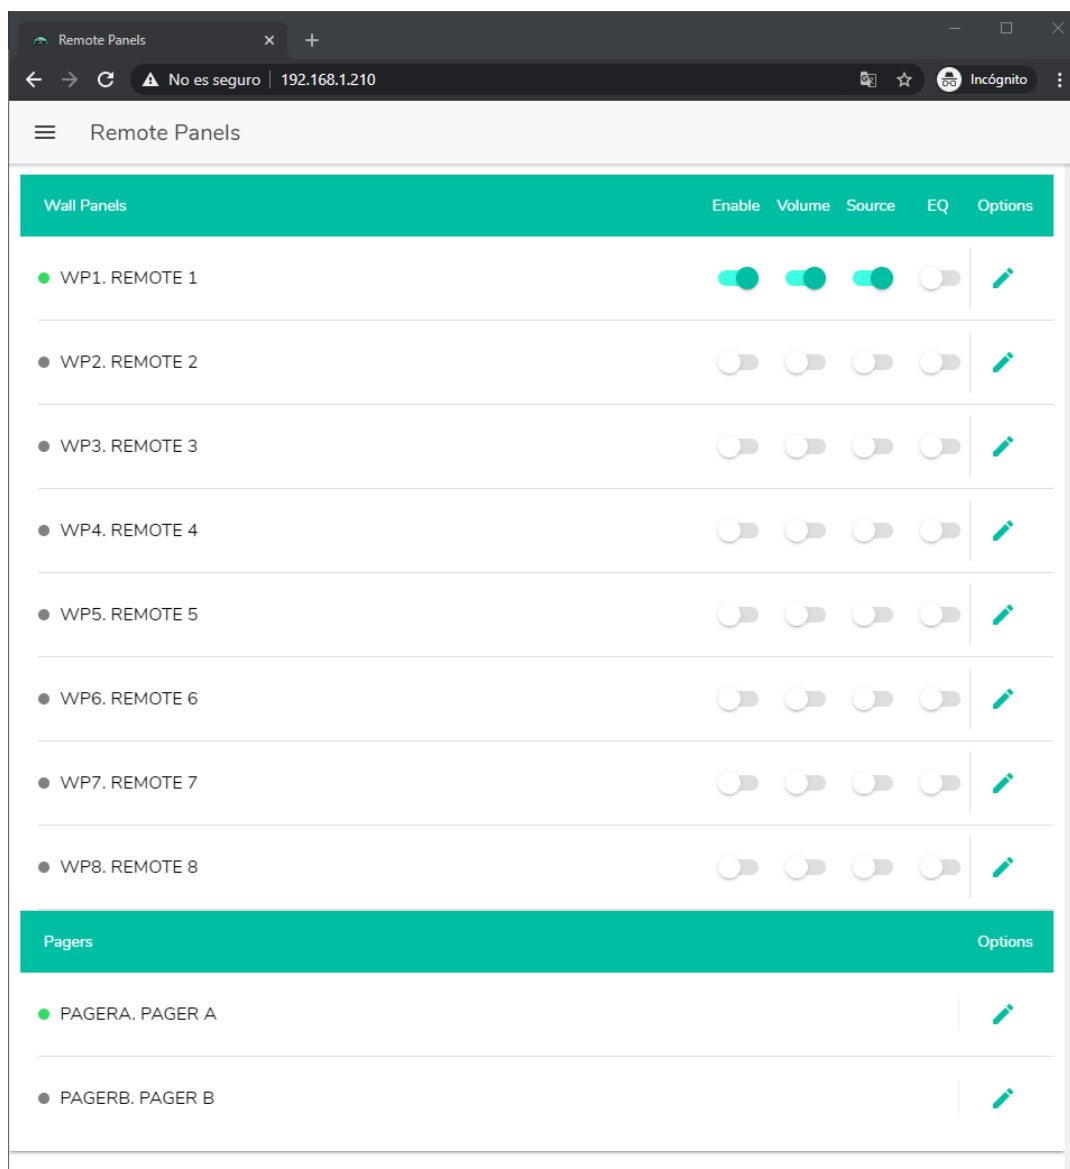 Remote Panels
No es seguro 192.168.1.210 Incógnito
Remote Panels
Wall Panels Enable Volume Source EQ Options
WP1. REMOTE 1
WP2. REMOTE 2
WP3. REMOTE 3
WP4. REMOTE 4
WP5. REMOTE 5
WP6. REMOTE 6
WP7. REMOTE 7
WP8. REMOTE 8
Pagers Options
PAGERA. PAGER A
PAGERB. PAGER B